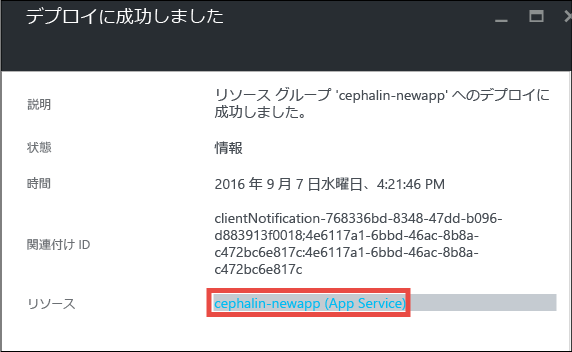 デプロイに成功しました
説明
リソース グループ 'cephalin-newapp' へのデプロイに
成功しました。
状態
情報
時間
2016 年 9 月 7 日水曜日、4:21:46 PM
関連付け ID
clientNotification-768336bd-8348-47dd-b096-
d883913f0018;4e6117a1-6bbd-46ac-8b8a-
c472bc6e817c:4e6117a1-6bbd-46ac-8b8a-
c472bc6e817c
リソース
cephalin-newapp (App Service)